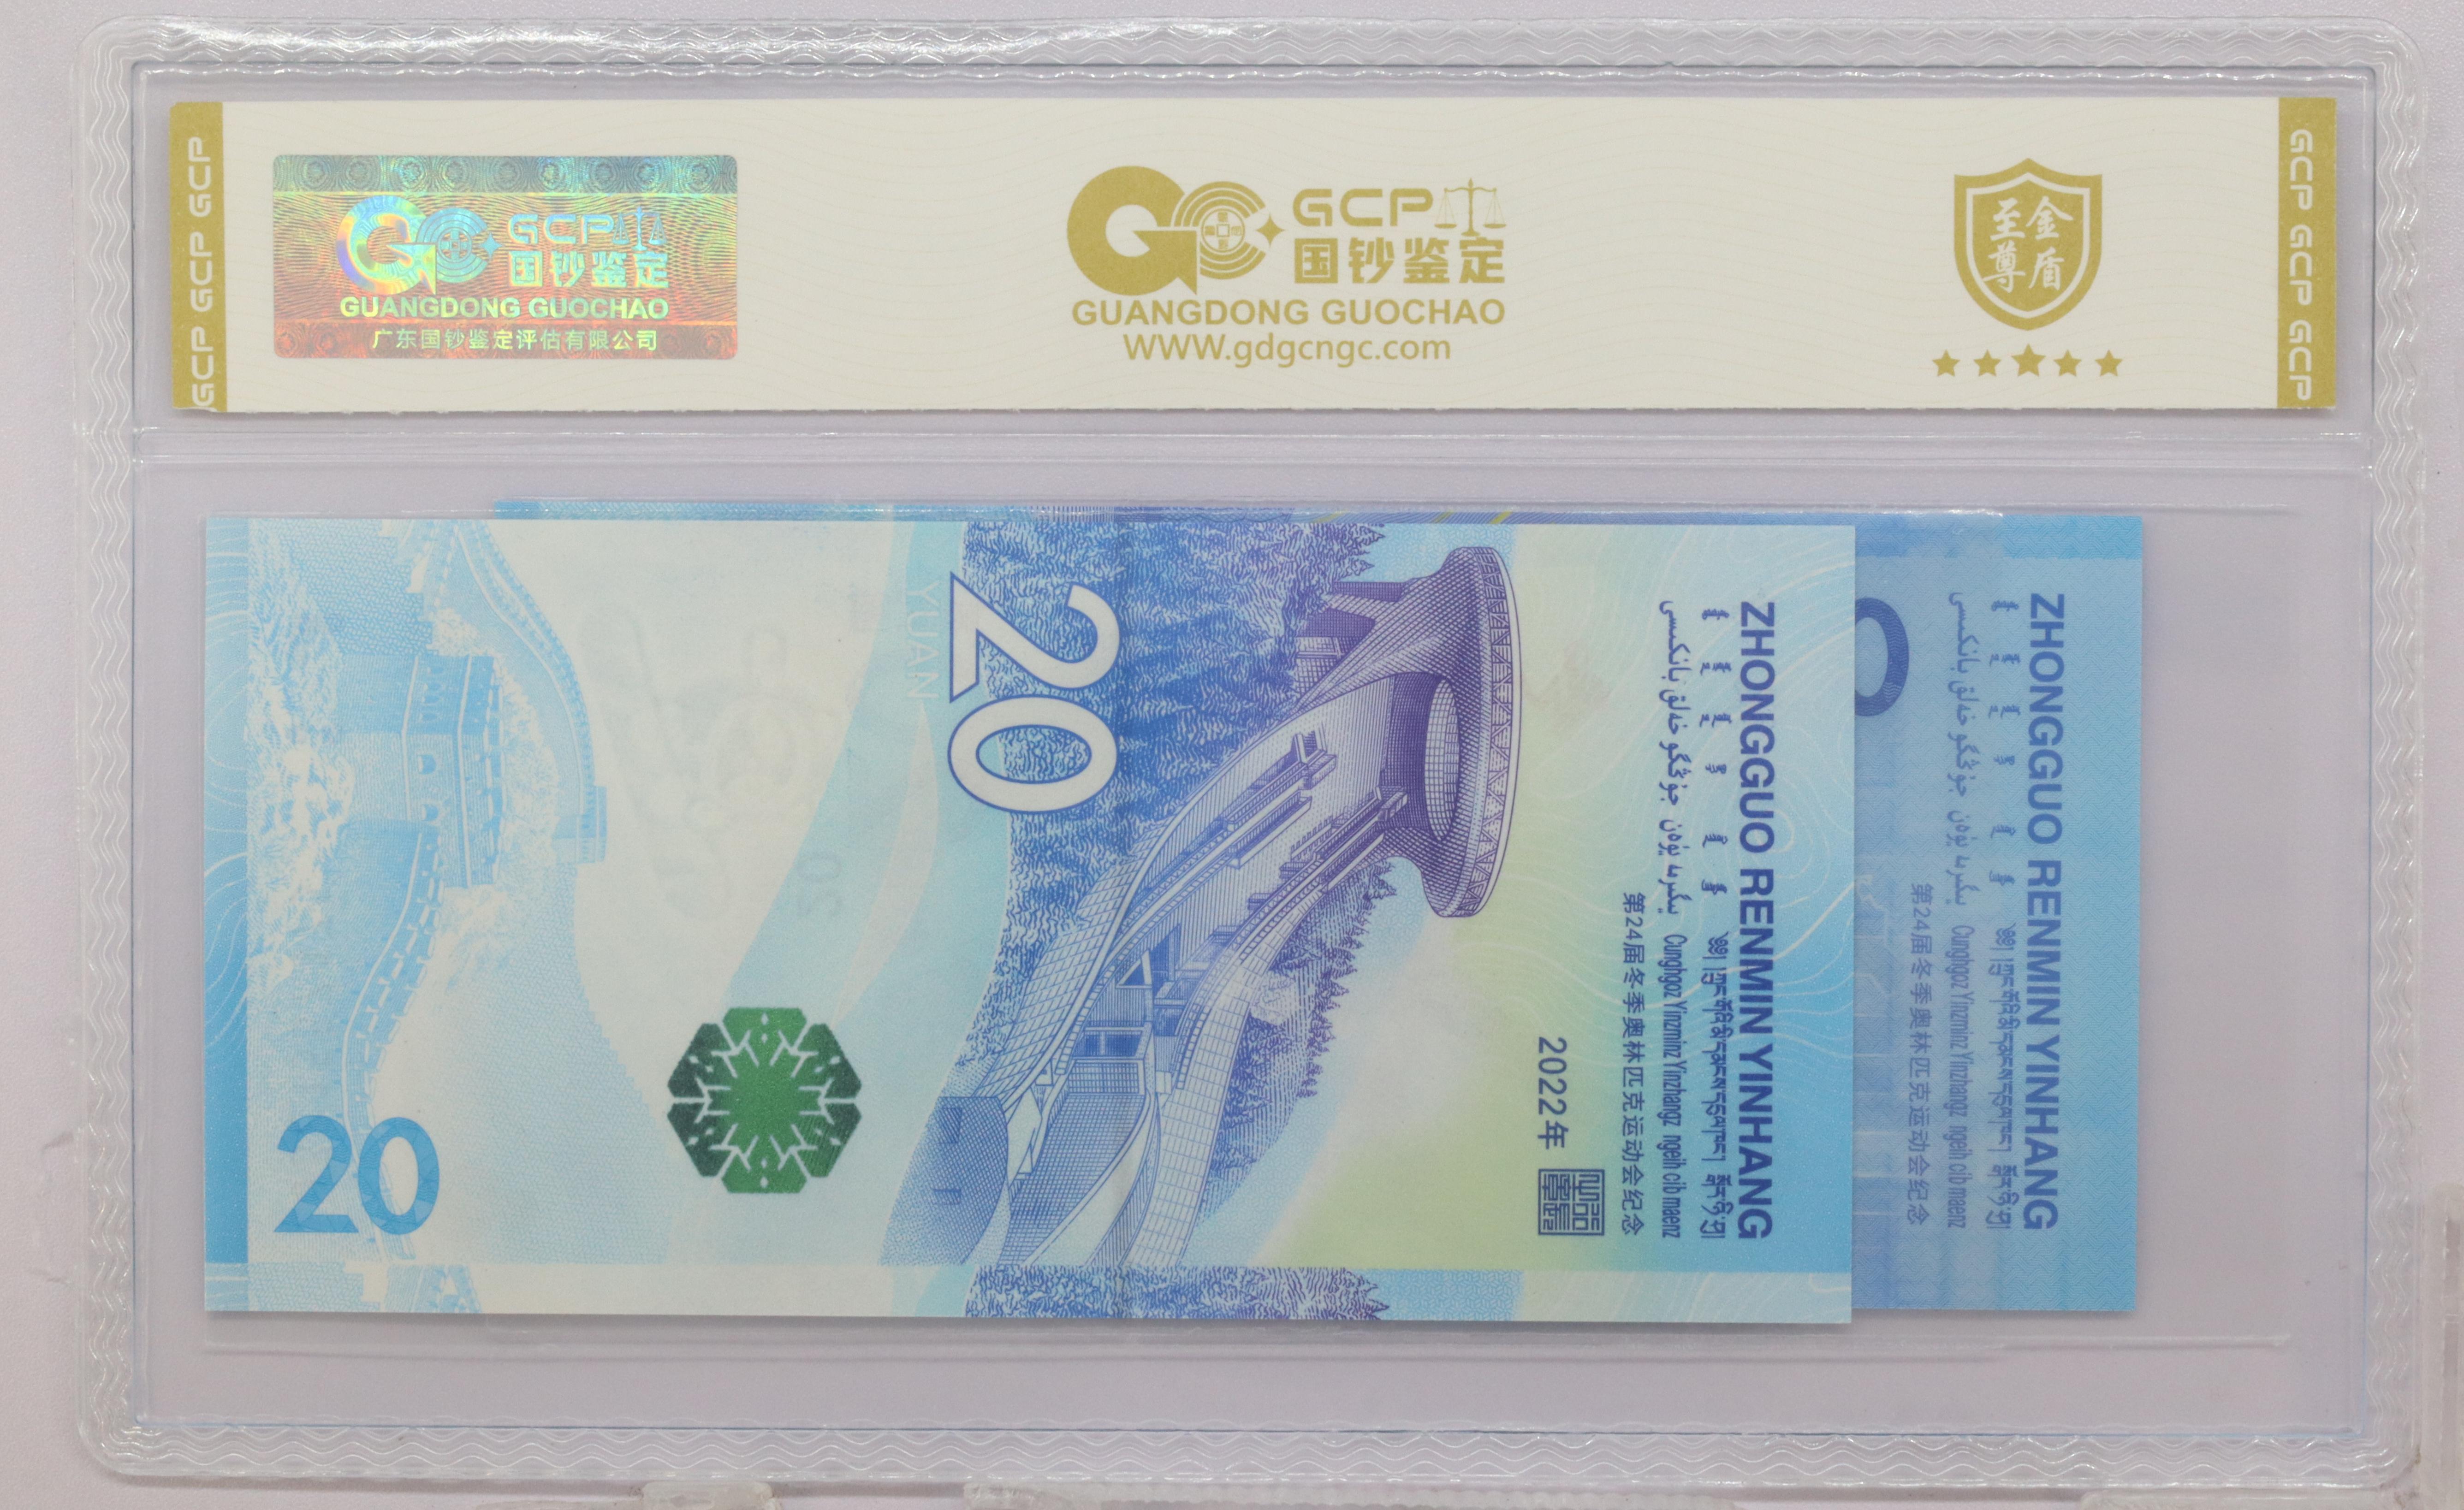 GCP GCP GCP
GCP
国钞鉴定
GUANGDONG GUOCHAO
广东国钞鉴定评估有限公司
GCP
国钞鉴定
GUANGDONG GUOCHAO
www.gdgcngc.com
金盾
至尊
GCP GCP GCP
20
YUAN
20
ZHONGGUO RENMIN YINHANG
Cunghgoz Yinzminz Yinzhangz ngeih cib maenz
第24届冬季奥林匹克运动会纪念
2022年
ZHONGGUO RENMIN YINHANG
Cunghgoz Yinzminz Yinzhangz ngeih cib maenz
第24届冬季奥林匹克运动会纪念